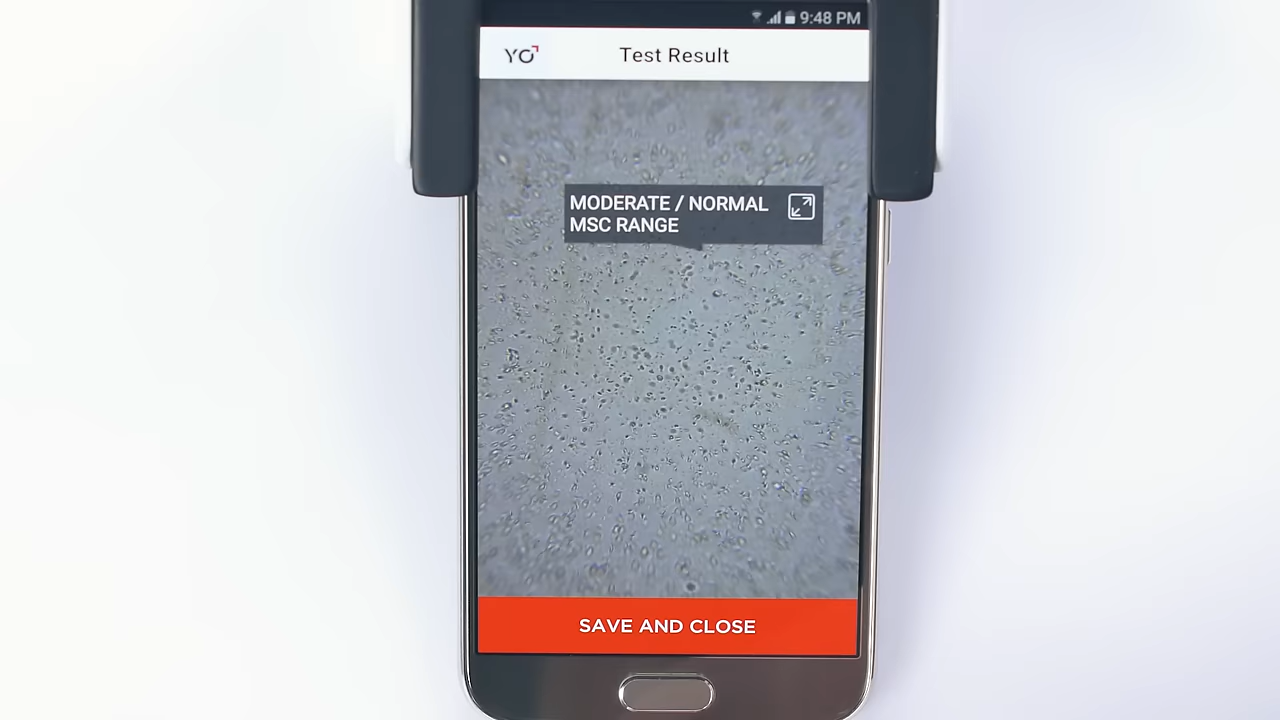 9:48 PM
YO
Test Result
MODERATE / NORMAL
MSC RANGE
SAVE AND CLOSE